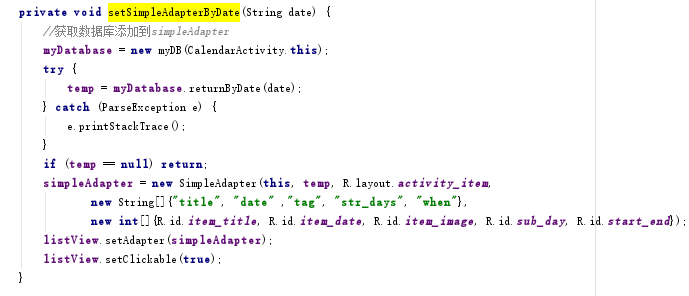 private void setSimpleAdapterByDate(String date) {
//获取数据库添加到simpleAdapter
myDatabase = new myDB(CalendarActivity.this);
try {
temp = myDatabase.returnByDate(date);
} catch (ParseException e) {
e.printStackTrace();
}
if (temp == null) return;
simpleAdapter = new SimpleAdapter(this, temp, R.layout.activity_item,
new String[]{"title", "date" ,"tag", "str_days", "when"},
new int[]{R.id.item_title, R.id.item_date, R.id.item_image, R.id.sub_day, R.id.start_end});
listView.setAdapter(simpleAdapter);
listView.setClickable(true);
}